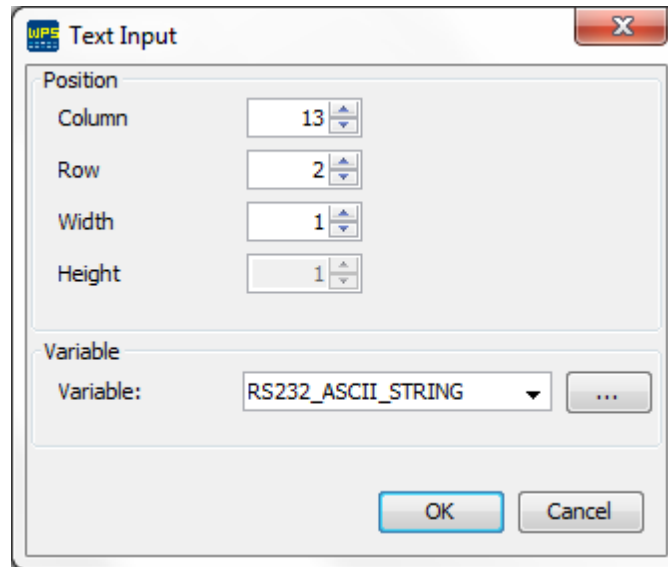 WPS Text Input
Position
Column 13
Row 2
Width 1
Height 1
Variable
Variable: RS232_ASCII_STRING ...
OK Cancel